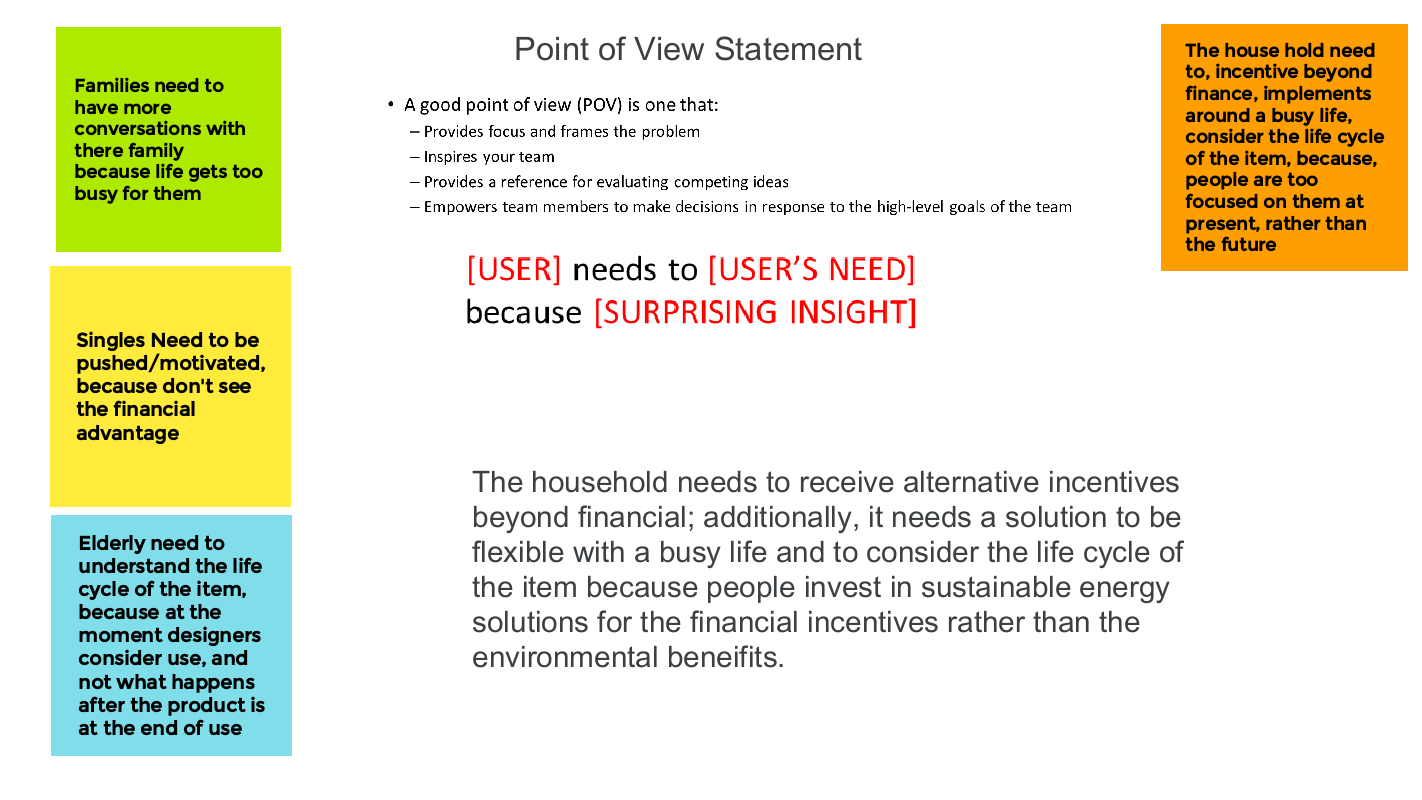 Point of View Statement
• A good point of view (POV) is one that:
– Provides focus and frames the problem
– Inspires your team
– Provides a reference for evaluating competing ideas
– Empowers team members to make decisions in response to the high-level goals of the team
[USER] needs to [USER’S NEED]
because [SURPRISING INSIGHT]
Families need to
have more
conversations with
there family
because life gets too
busy for them
Singles Need to be
pushed/motivated,
because don't see
the financial
advantage
Elderly need to
understand the life
cycle of the item,
because at the
moment designers
consider use, and
not what happens
after the product is
at the end of use
The house hold need
to, incentive beyond
finance, implements
around a busy life,
consider the life cycle
of the item, because,
people are too
focused on them at
present, rather than
the future
The household needs to receive alternative incentives
beyond financial; additionally, it needs a solution to be
flexible with a busy life and to consider the life cycle of
the item because people invest in sustainable energy
solutions for the financial incentives rather than the
environmental beneifits.